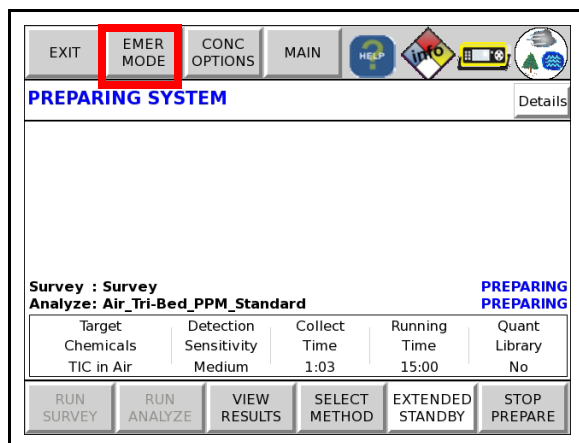 EXIT
EMER
MODE
CONC
OPTIONS
MAIN
HELP
info
PREPARING SYSTEM
Details
Survey : Survey PREPARING
Analyze: Air_Tri-Bed_PPM_Standard PREPARING
Target Detection Collect Running Quant
Chemicals Sensitivity Time Time Library
TIC in Air Medium 1:03 15:00 No
RUN
SURVEY
RUN
ANALYZE
VIEW
RESULTS
SELECT
METHOD
EXTENDED
STANDBY
STOP
PREPARE